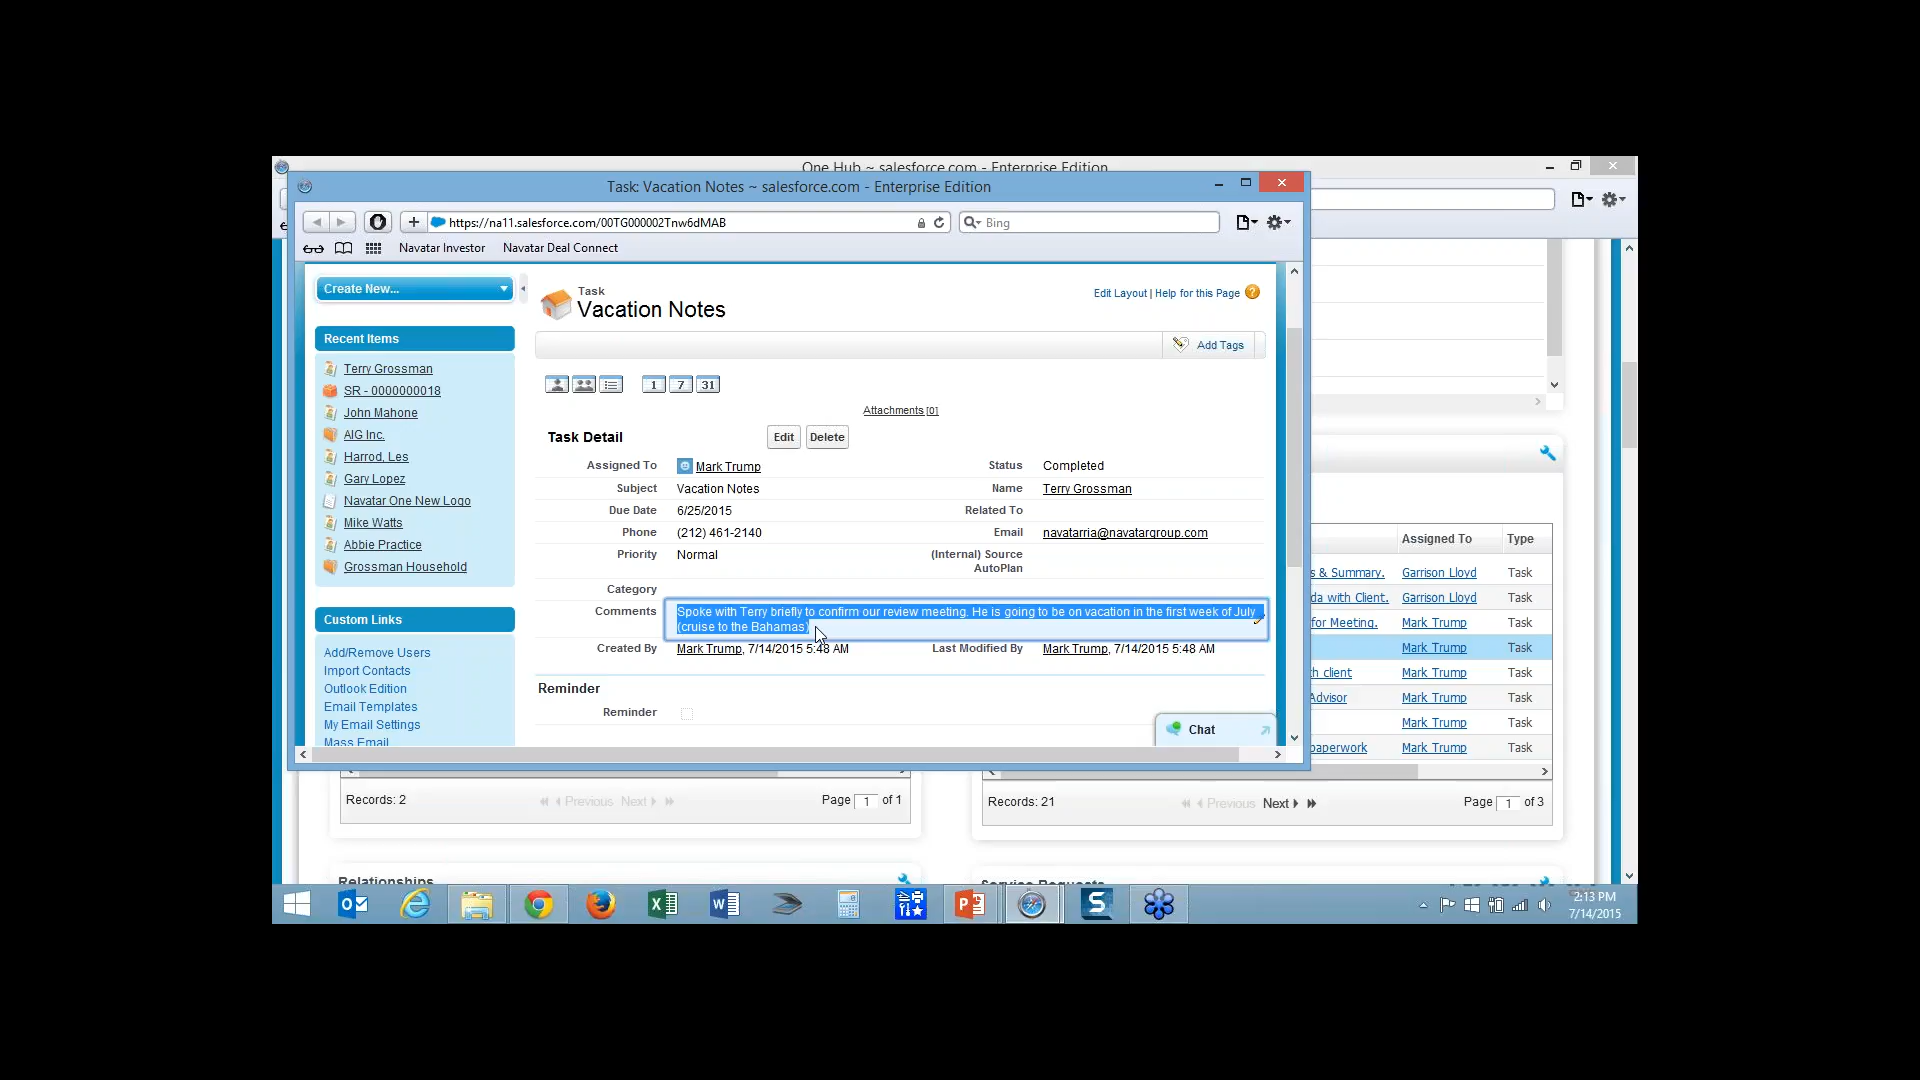 One Hub ~ salesforce.com - Enterprise Edition
Task: Vacation Notes ~ salesforce.com - Enterprise Edition
https://na11.salesforce.com/00TG000002Tnw6dMAB
Bing
Navatar Investor
Navatar Deal Connect
Create New...
Recent Items
Terry Grossman
SR - 0000000018
John Mahone
AIG Inc.
Harrod, Les
Gary Lopez
Navatar One New Logo
Mike Watts
Abbie Practice
Grossman Household
Custom Links
Add/Remove Users
Import Contacts
Outlook Edition
Email Templates
My Email Settings
Mass Email
Task
Vacation Notes
Edit Layout | Help for this Page ?
Add Tags
1 7 31
Attachments [0]
Task Detail
Edit
Delete
Assigned To Mark Trump
Status Completed
Subject Vacation Notes
Name Terry Grossman
Due Date 6/25/2015
Related To
Phone (212) 461-2140
Email navatarria@navatargroup.com
Priority Normal
(Internal) Source
AutoPlan
Category
Comments Spoke with Terry briefly to confirm our review meeting. He is going to be on vacation in the first week of July
(cruise to the Bahamas)
Created By Mark Trump, 7/14/2015 5:48 AM
Last Modified By Mark Trump, 7/14/2015 5:48 AM
Reminder
Reminder
Chat
Assigned To Type
s & Summary. Garrison Lloyd Task
da with Client. Garrison Lloyd Task
for Meeting. Mark Trump Task
Mark Trump Task
th client Mark Trump Task
Advisor Mark Trump Task
Mark Trump Task
paperwork Mark Trump Task
Records: 2
Previous Next
Page 1 of 1
Records: 21
Previous Next
Page 1 of 3
Relationships
Service Requests
2:13 PM
7/14/2015